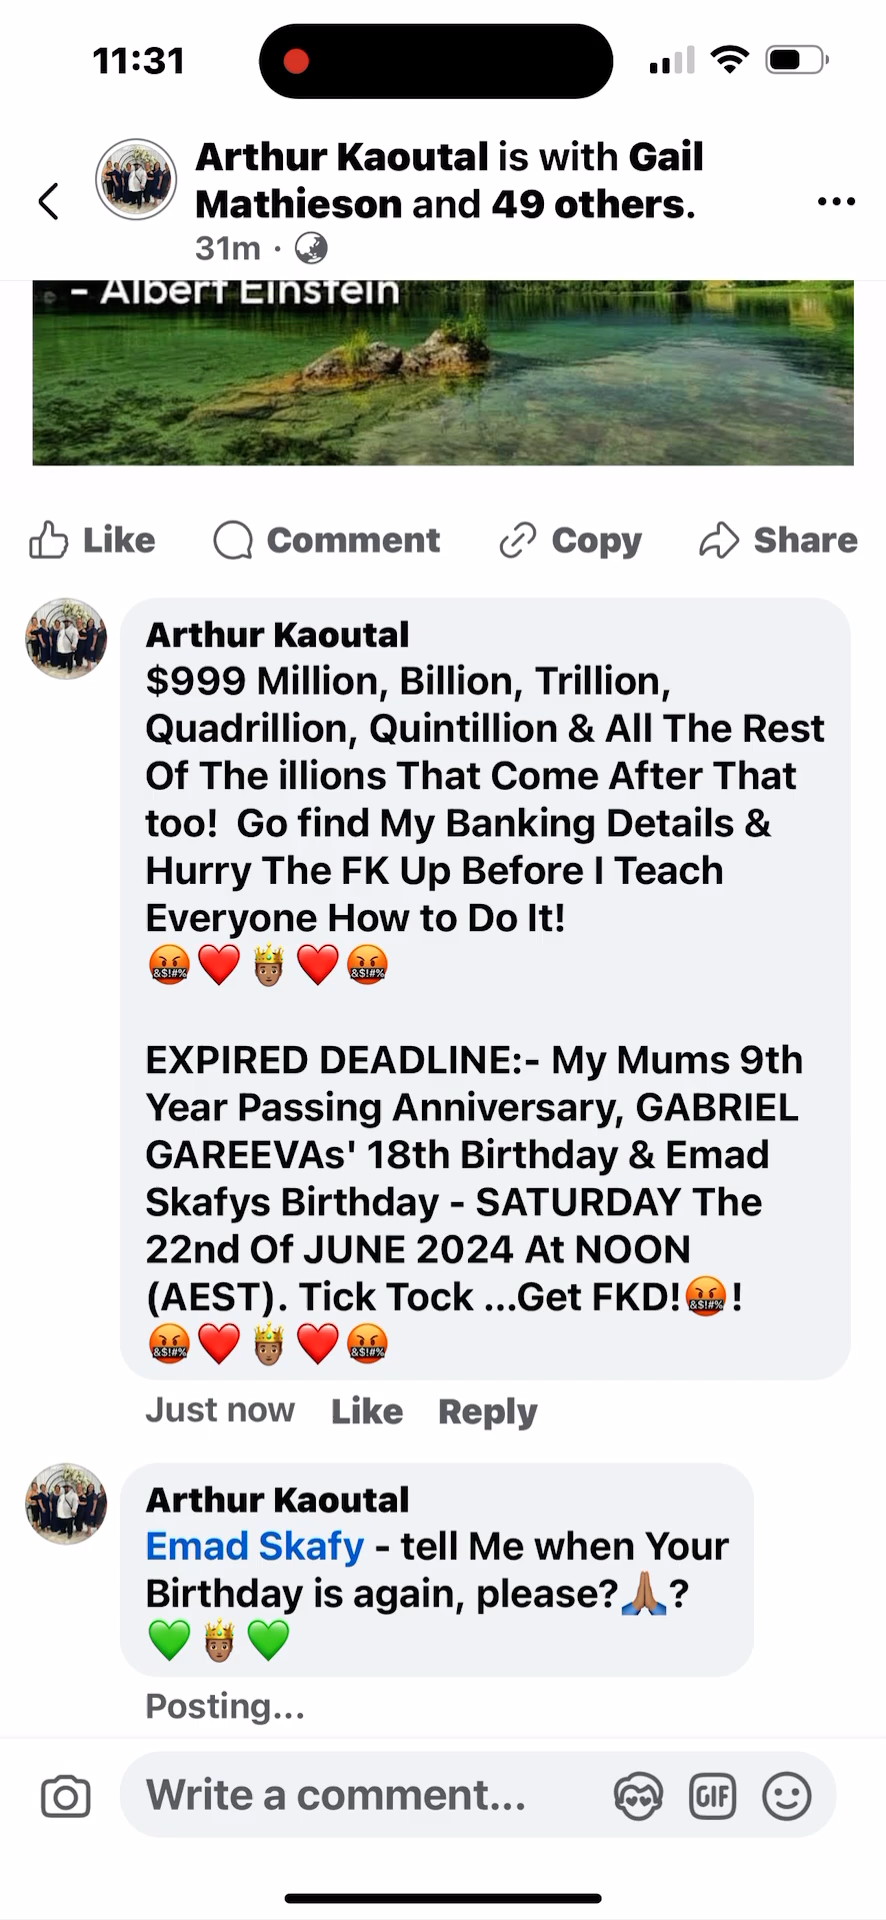 11:31
Arthur Kaoutal is with Gail
Mathieson and 49 others.
31m ·
- Albert Einstein
Like Comment Copy Share
Arthur Kaoutal
$999 Million, Billion, Trillion,
Quadrillion, Quintillion & All The Rest
Of The illions That Come After That
too!  Go find My Banking Details &
Hurry The FK Up Before I Teach
Everyone How to Do It!
🤬❤️🤴🏽❤️🤬
EXPIRED DEADLINE:- My Mums 9th
Year Passing Anniversary, GABRIEL
GAREEVAs' 18th Birthday & Emad
Skafys Birthday - SATURDAY The
22nd Of JUNE 2024 At NOON
(AEST). Tick Tock ...Get FKD!🤬!
🤬❤️🤴🏽❤️🤬
Just now Like Reply
Arthur Kaoutal
Emad Skafy - tell Me when Your
Birthday is again, please?🙏🏽?
💚🤴🏽💚
Posting...
Write a comment... GIF